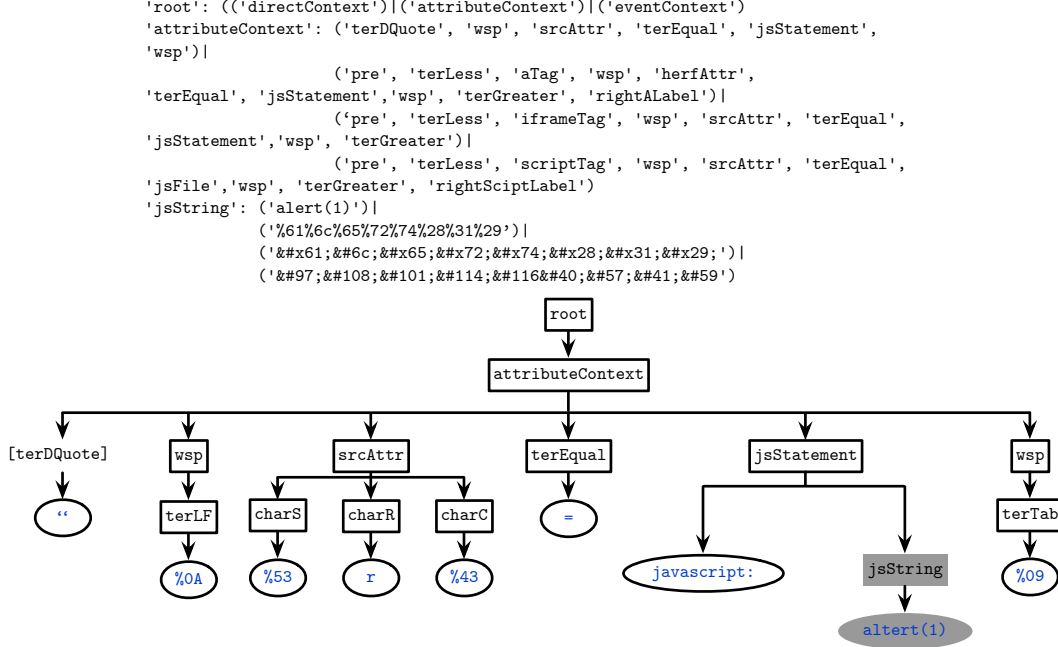 'root': (('directContext')|('attributeContext')|('eventContext')
'attributeContext': ('terDQuote', 'wsp', 'srcAttr', 'terEqual', 'jsStatement',
'wsp')|
('pre', 'terLess', 'aTag', 'wsp', 'herfAttr',
'terEqual', 'jsStatement','wsp', 'terGreater', 'rightALabel')|
(‘pre', 'terLess', 'iframeTag', 'wsp', 'srcAttr', 'terEqual',
'jsStatement','wsp', 'terGreater')|
('pre', 'terLess', 'scriptTag', 'wsp', 'srcAttr', 'terEqual',
'jsFile','wsp', 'terGreater', 'rightSciptLabel')
'jsString': ('alert(1)')|
('%61%6c%65%72%74%28%31%29’)|
('&#x61;&#6c;&#x65;&#x72;&#x74;&#x28;&#x31;&#x29;')|
('&#97;&#108;&#101;&#114;&#116&#40;&#57;&#41;&#59')
root
attributeContext
[terDQuote] wsp srcAttr terEqual jsStatement wsp
“ terLF charS charR charC = terTab
%0A %53 r %43 javascript: jsString %09
altert(1)